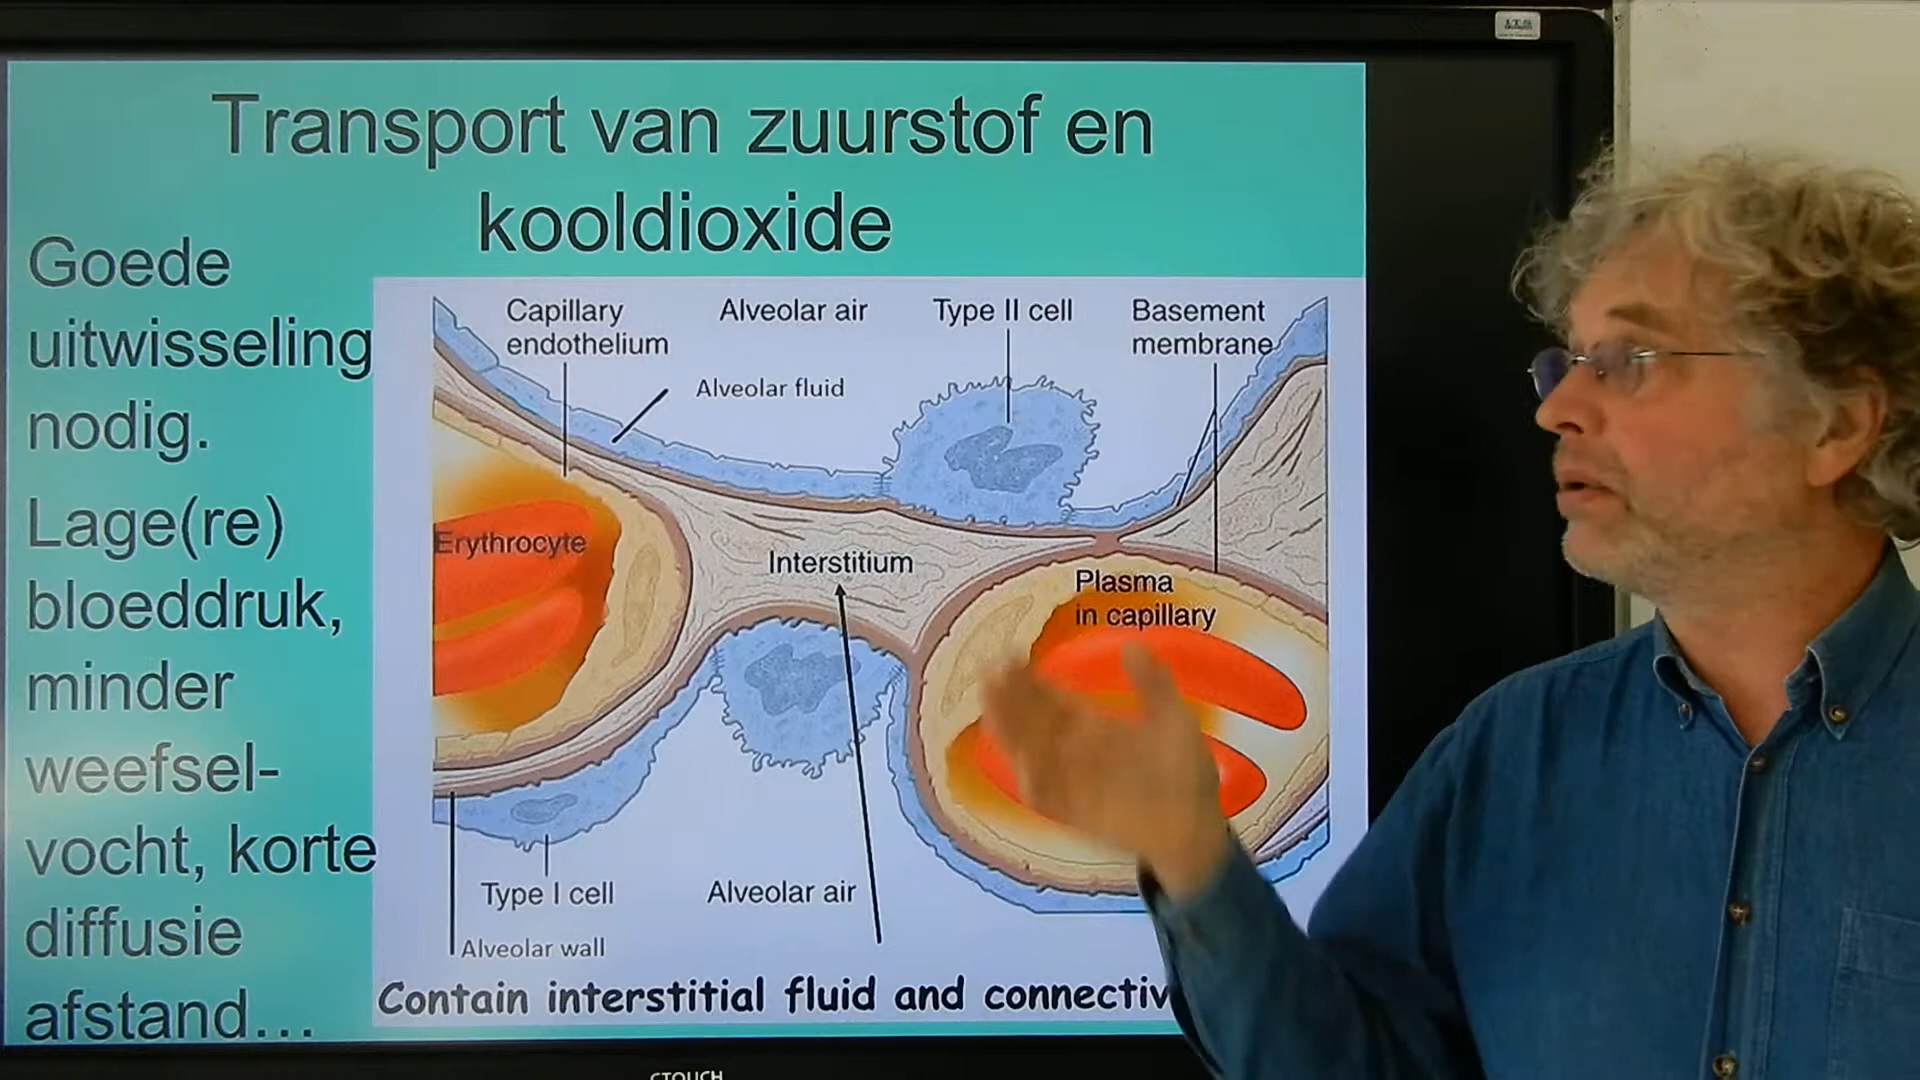 Transport van zuurstof en
kooldioxide
Goede
uitwisseling
nodig.
Lage(re)
bloeddruk,
minder
weefsel-
vocht, korte
diffusie
afstand...
Capillary
endothelium
Alveolar air
Type II cell
Basement
membrane
Alveolar fluid
Erythrocyte
Interstitium
Plasma
in capillary
Type I cell
Alveolar air
Alveolar wall
Contain interstitial fluid and connectiv
CTOUCH